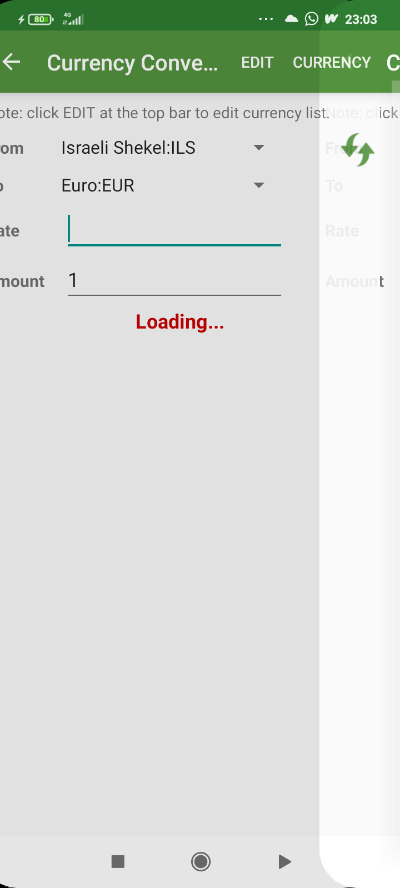 80 4G 23:03
Currency Conve... EDIT CURRENCY C
ote: click EDIT at the top bar to edit currency list. Note: click
om Israeli Shekel:ILS Fr
o Euro:EUR To
ate Rate
mount 1 Amount
Loading...